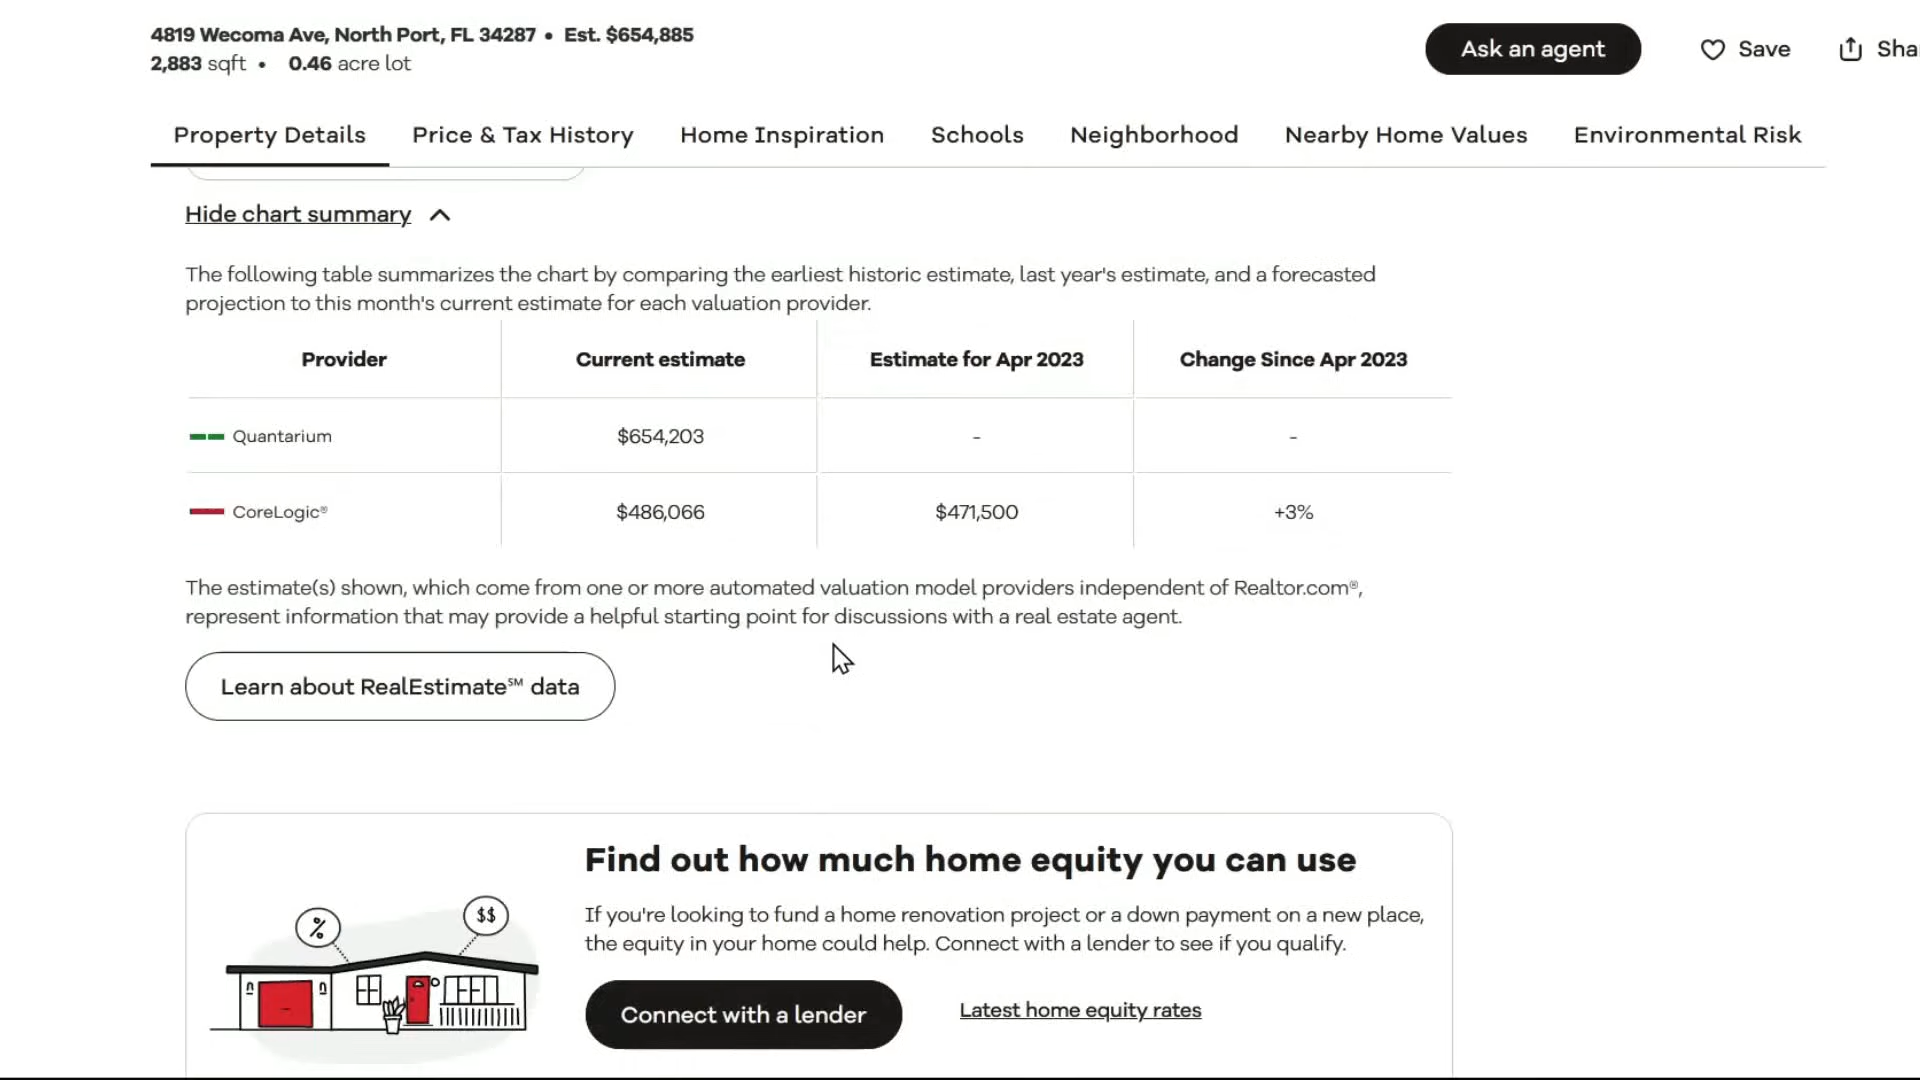 4819 Wecoma Ave, North Port, FL 34287 • Est. $654,885
2,883 sqft • 0.46 acre lot
Ask an agent
Save
Sha
Property Details
Price & Tax History
Home Inspiration
Schools
Neighborhood
Nearby Home Values
Environmental Risk
Hide chart summary
The following table summarizes the chart by comparing the earliest historic estimate, last year's estimate, and a forecasted
projection to this month's current estimate for each valuation provider.
Provider Current estimate Estimate for Apr 2023 Change Since Apr 2023
Quantarium $654,203 - -
CoreLogic® $486,066 $471,500 +3%
The estimate(s) shown, which come from one or more automated valuation model providers independent of Realtor.com®,
represent information that may provide a helpful starting point for discussions with a real estate agent.
Learn about RealEstimate℠ data
Find out how much home equity you can use
% $$
If you're looking to fund a home renovation project or a down payment on a new place,
the equity in your home could help. Connect with a lender to see if you qualify.
Connect with a lender
Latest home equity rates